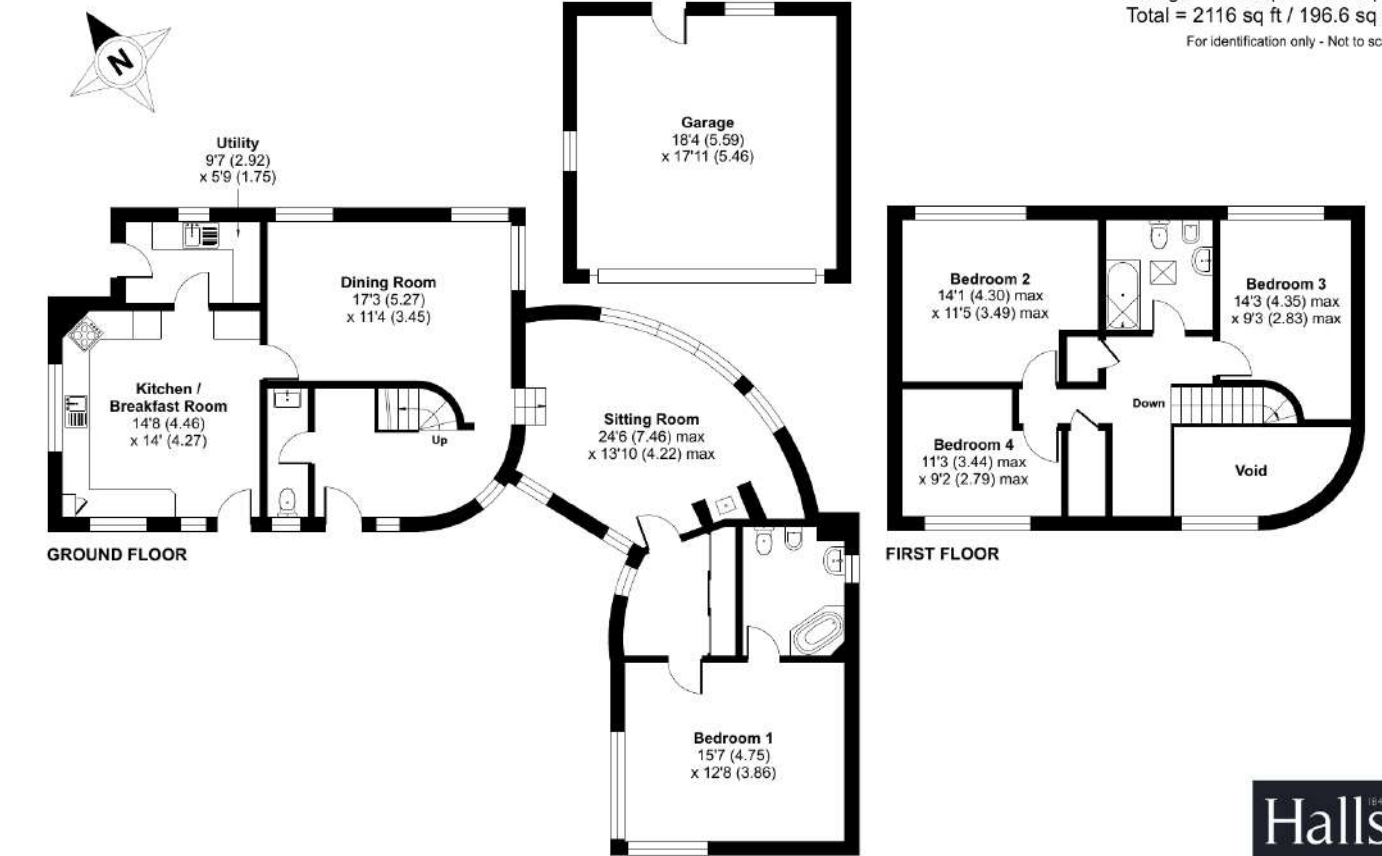 Total = 2116 sq ft / 196.6 sq
For identification only - Not to
N
Utility
9'7 (2.92)
x 5'9 (1.75)
Garage
18'4 (5.59)
x 17'11 (5.46)
Dining Room
17'3 (5.27)
x 11'4 (3.45)
Kitchen /
Breakfast Room
14'8 (4.46)
x 14' (4.27)
Up
Sitting Room
24'6 (7.46) max
x 13'10 (4.22) max
Bedroom 1
15'7 (4.75)
x 12'8 (3.86)
GROUND FLOOR
Bedroom 2
14'1 (4.30) max
x 11'5 (3.49) max
Bedroom 3
14'3 (4.35) max
x 9'3 (2.83) max
Down
Bedroom 4
11'3 (3.44) max
x 9'2 (2.79) max
Void
FIRST FLOOR
Halls